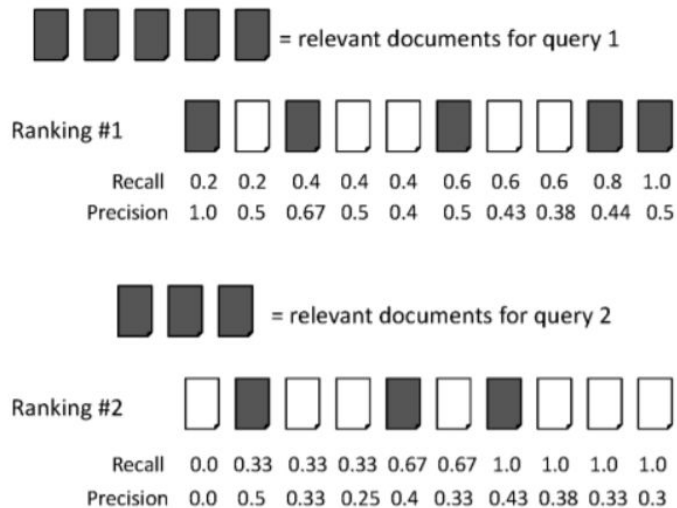 = relevant documents for query 1
Ranking #1
Recall 0.2 0.2 0.4 0.4 0.4 0.6 0.6 0.6 0.8 1.0
Precision 1.0 0.5 0.67 0.5 0.4 0.5 0.43 0.38 0.44 0.5
= relevant documents for query 2
Ranking #2
Recall 0.0 0.33 0.33 0.33 0.67 0.67 1.0 1.0 1.0 1.0
Precision 0.0 0.5 0.33 0.25 0.4 0.33 0.43 0.38 0.33 0.3